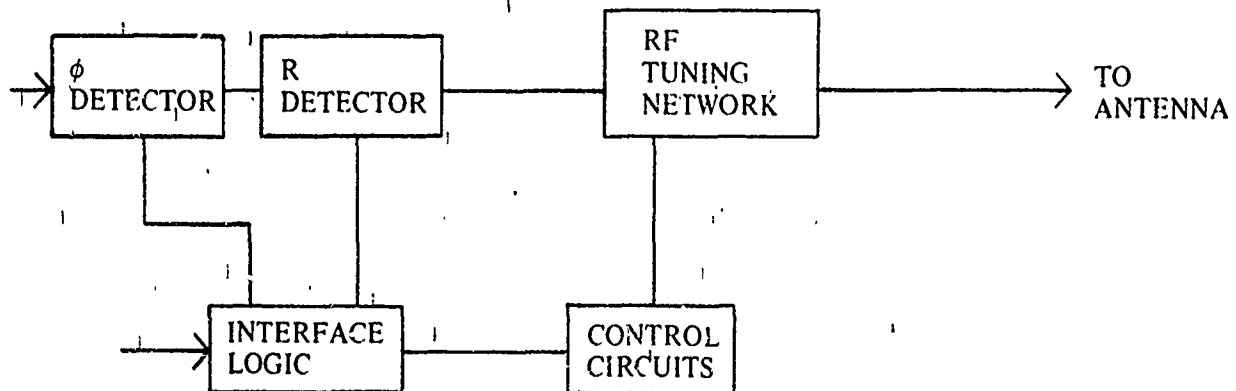 φ
DETECTOR
R
DETECTOR
RF
TUNING
NETWORK
TO
ANTENNA
INTERFACE
LOGIC
CONTROL
CIRCUITS